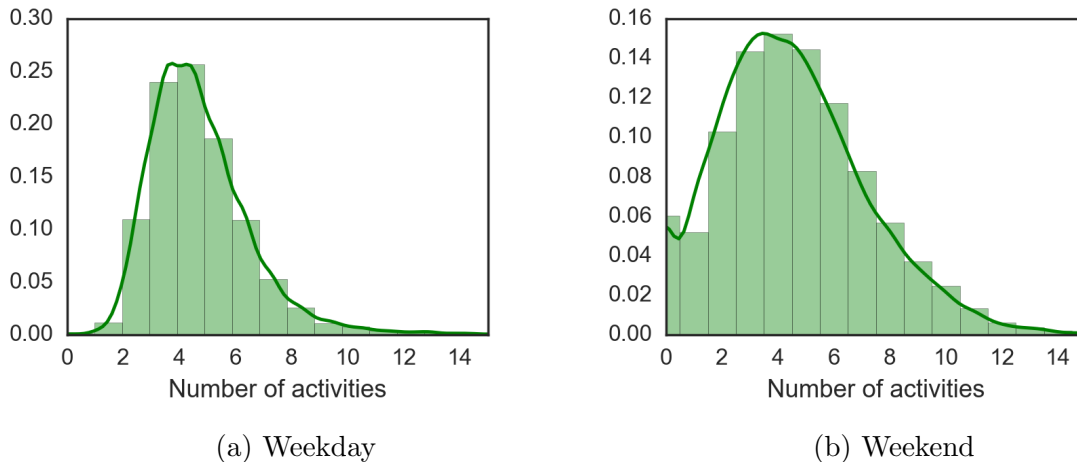 0.30
0.25
0.20
0.15
0.10
0.05
0.00
0 2 4 6 8 10 12 14
Number of activities
(a) Weekday
0.16
0.14
0.12
0.10
0.08
0.06
0.04
0.02
0.00
0 2 4 6 8 10 12 14
Number of activities
(b) Weekend